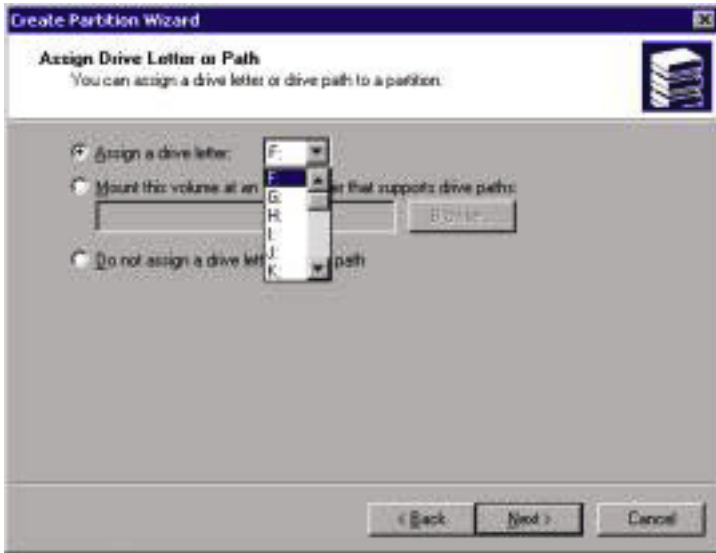 Create Partition Wizard
Assign Drive Letter or Path
You can assign a drive letter or drive path to a partition.
Assign a drive letter: F:
F:
Mount this volume at an that supports drive paths:
G:
H:
Browse...
I:
J:
Do not assign a drive path
K:
< Back Next > Cancel